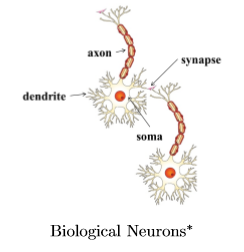 axon
synapse
dendrite
soma
Biological Neurons*